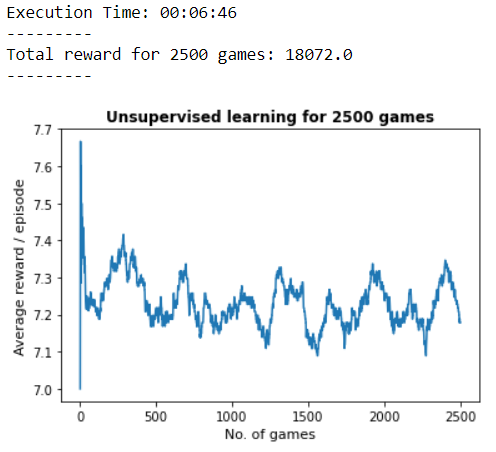 Execution Time: 00:06:46
---------
Total reward for 2500 games: 18072.0
---------
Unsupervised learning for 2500 games
7.7
7.6
7.5
7.4
7.3
7.2
7.1
7.0
Average reward / episode
0 500 1000 1500 2000 2500
No. of games